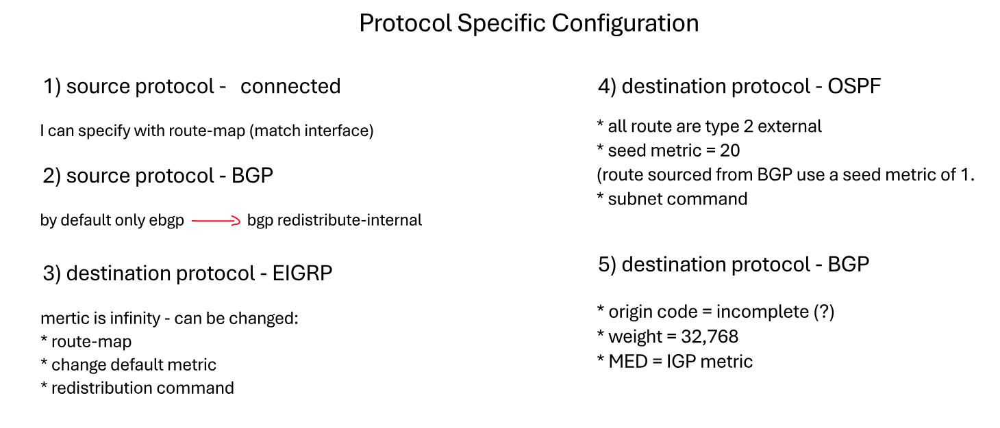 Protocol Specific Configuration
1) source protocol - connected
I can specify with route-map (match interface)
2) source protocol - BGP
by default only ebgp bgp redistribute-internal
3) destination protocol - EIGRP
mertic is infinity - can be changed:
* route-map
* change default metric
* redistribution command
4) destination protocol - OSPF
* all route are type 2 external
* seed metric = 20
(route sourced from BGP use a seed metric of 1.
* subnet command
5) destination protocol - BGP
* origin code = incomplete (?)
* weight = 32,768
* MED = IGP metric